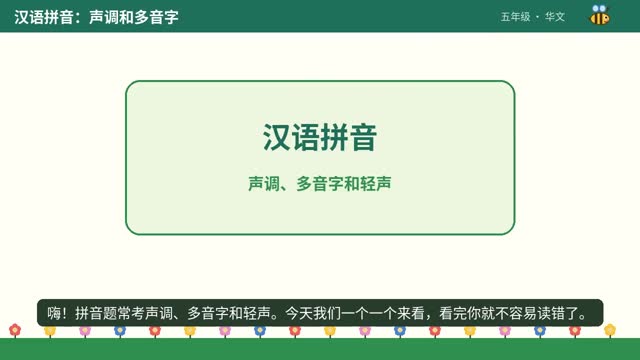 汉语拼音：声调和多音字
五年级 · 华文
汉语拼音
声调、多音字和轻声
嗨！拼音题常考声调、多音字和轻声。今天我们一个一个来看，看完你就不容易读错了。